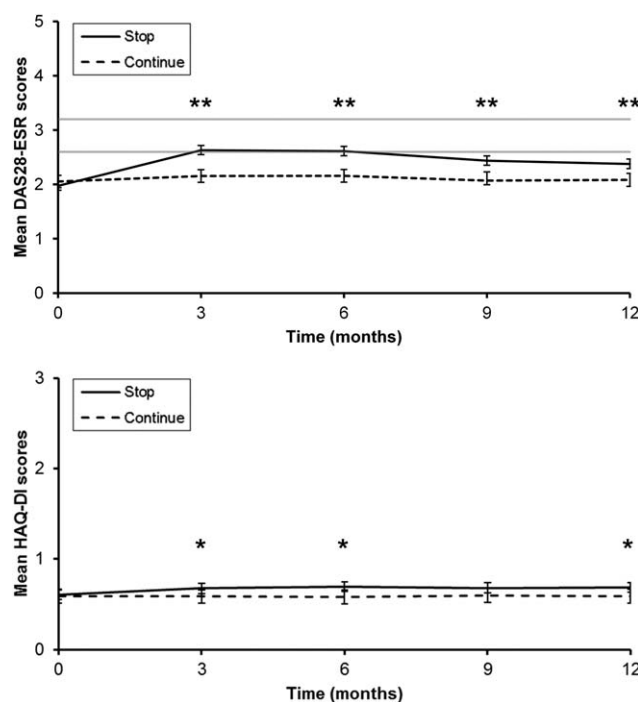 5
Stop
Continue
4
** ** ** **
3
2
1
0
Mean DAS28-ESR scores
0 3 6 9 12
Time (months)
3
Stop
Continue
2
* * *
1
0
Mean HAQ-DI scores
0 3 6 9 12
Time (months)